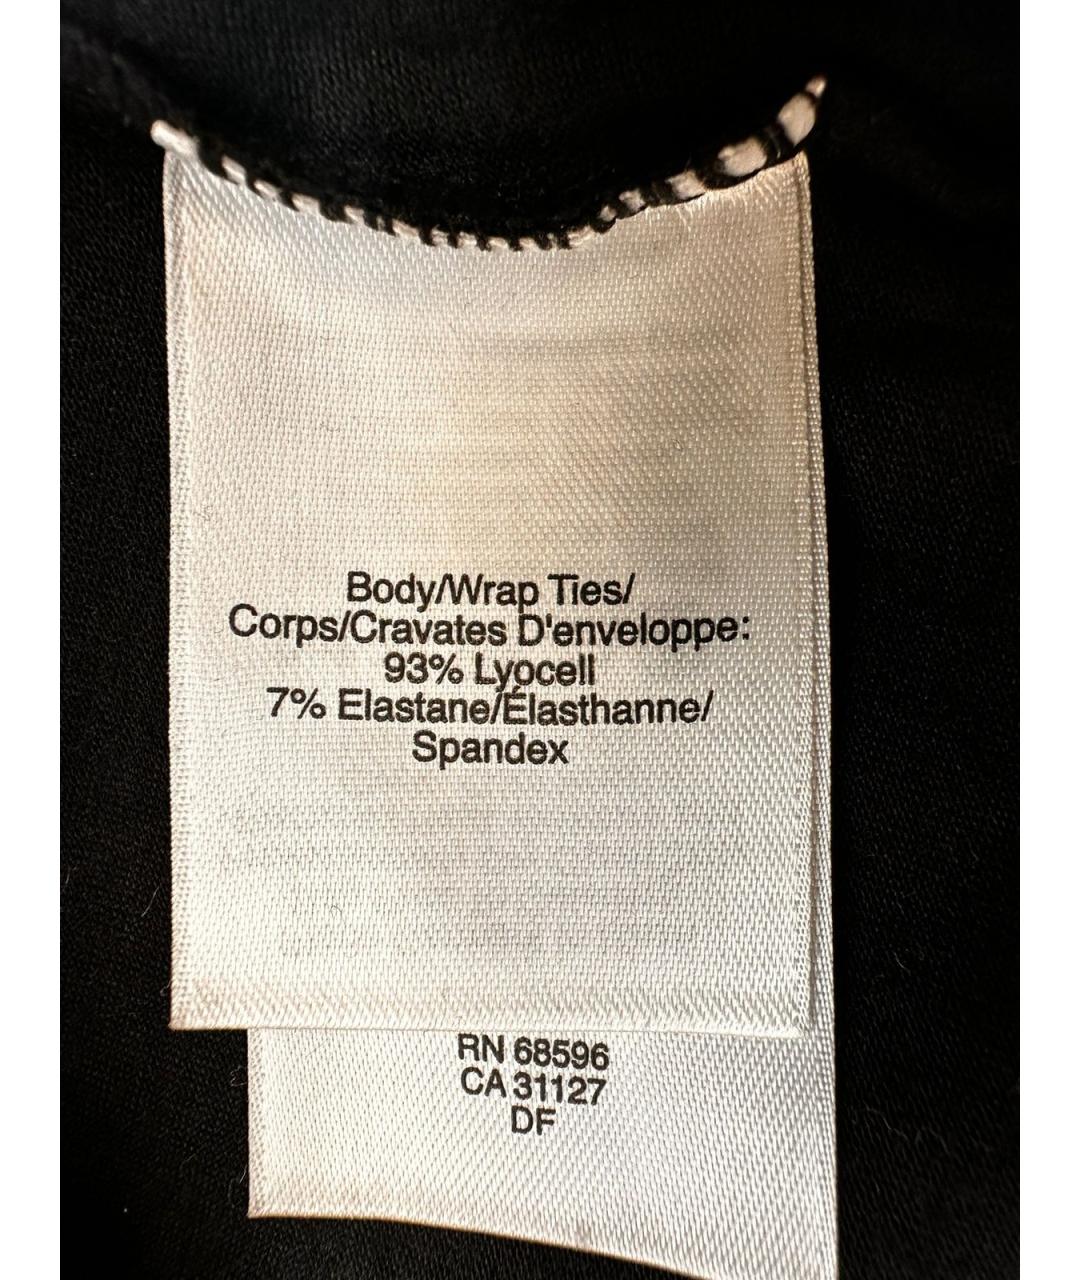 Body/Wrap Ties/
Corps/Cravates D'enveloppe:
93% Lyocell
7% Elastane/Élasthanne/
Spandex
RN 68596
CA 31127
DF